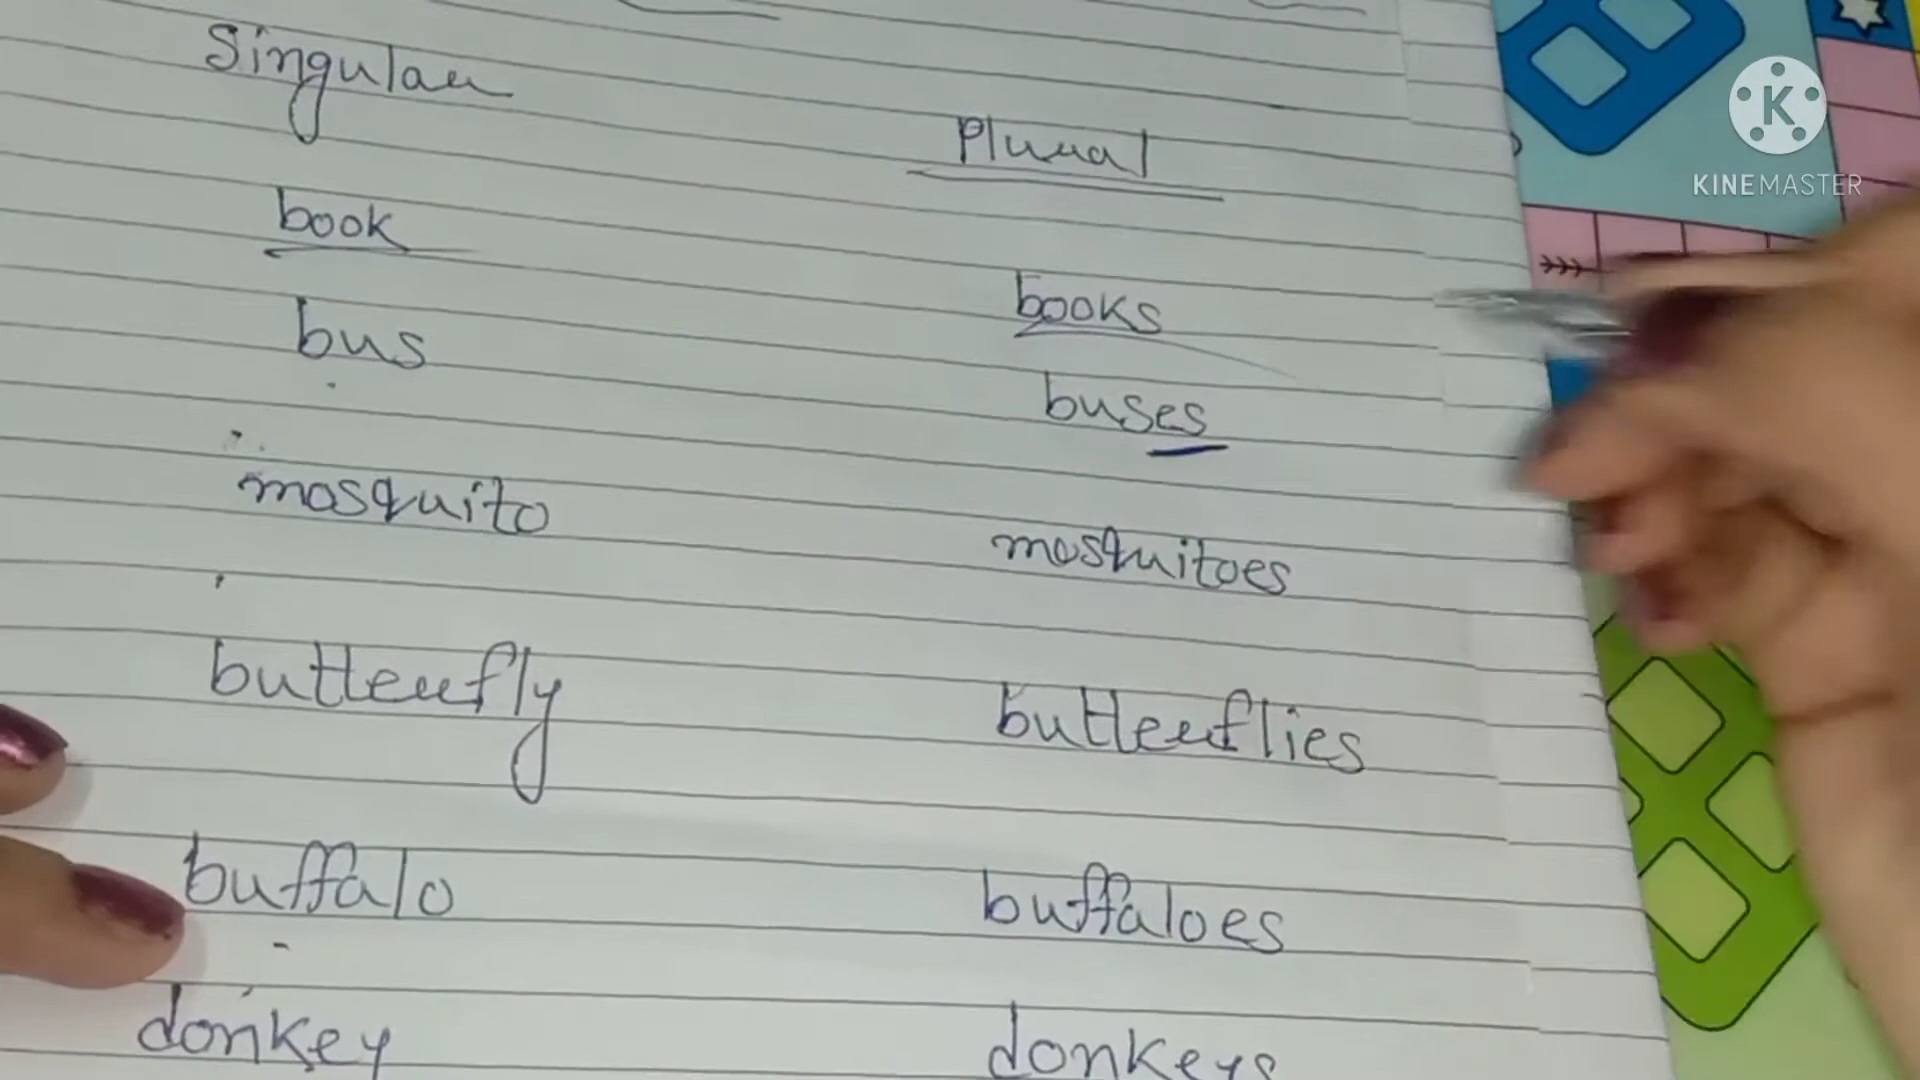 Singular
Plural
book
books
bus
buses
mosquito
mosquitoes
butterfly
butterflies
buffalo
buffaloes
donkey
donkeys
K
KINEMASTER